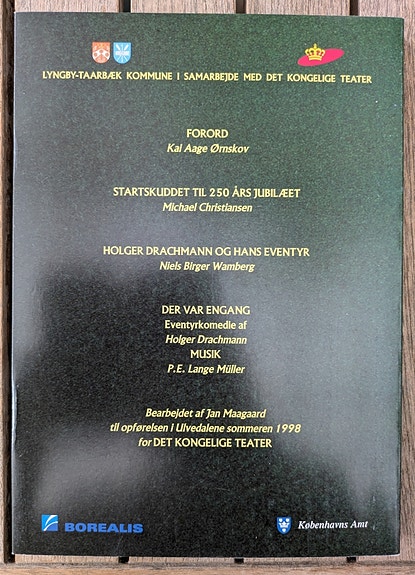 LYNGBY-TAARBÆK KOMMUNE I SAMARBEJDE MED DET KONGELIGE TEATER
FORORD
Kai Aage Ørnskov
STARTSKUDDET TIL 250 ÅRS JUBILÆET
Michael Christiansen
HOLGER DRACHMANN OG HANS EVENTYR
Niels Birger Wamberg
DER VAR ENGANG
Eventyrkomedie af
Holger Drachmann
MUSIK
P.E. Lange Müller
Bearbejdet af Jan Maagaard
til opførelsen i Ulvedalene sommeren 1998
for DET KONGELIGE TEATER
BOREALIS
Københavns Amt